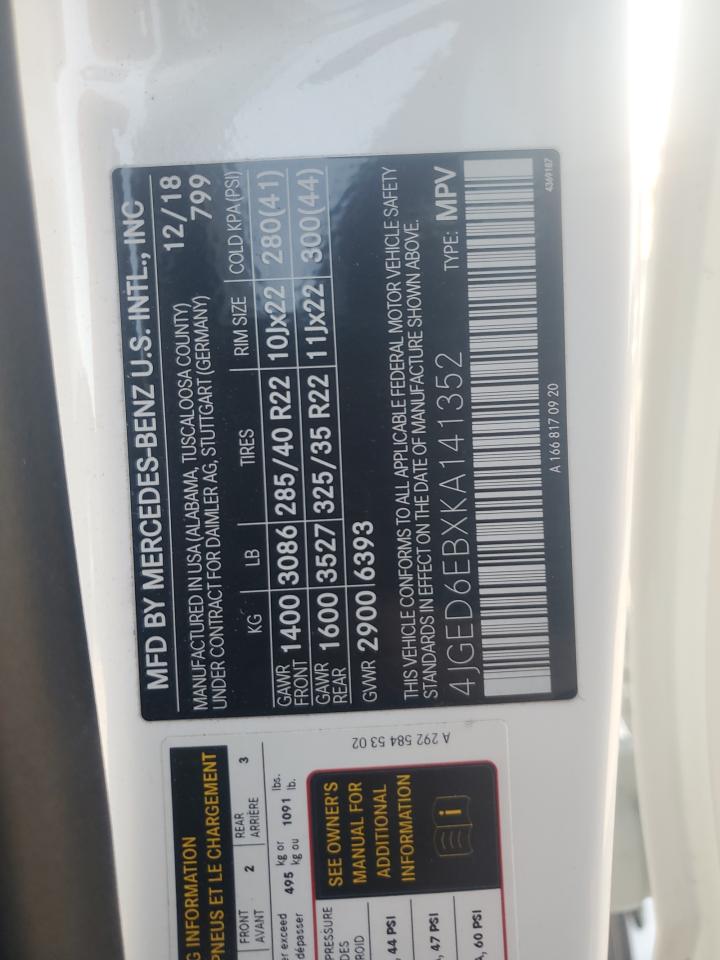 MFD BY MERCEDES-BENZ U.S. INTL., INC
MANUFACTURED IN USA (ALABAMA, TUSCALOOSA COUNTY) 12/18
UNDER CONTRACT FOR DAIMLER AG, STUTTGART (GERMANY) 799
KG LB TIRES RIM SIZE COLD KPA (PSI)
GAWR FRONT 1400 3086 285/40 R22 10Jx22 280(41)
GAWR REAR 1600 3527 325/35 R22 11Jx22 300(44)
GVWR 2900 6393
THIS VEHICLE CONFORMS TO ALL APPLICABLE FEDERAL MOTOR VEHICLE SAFETY
STANDARDS IN EFFECT ON THE DATE OF MANUFACTURE SHOWN ABOVE.
4JGED6EBXKA141352 TYPE: MPV
A 166 817 09 20 4369187
INFORMATION
PNEUS ET LE CHARGEMENT
FRONT 2 REAR 3
AVANT ARRIÈRE
exceed 495 kg or 1091 lbs.
dépasser kg ou lb.
PRESSURE
SEE OWNER'S
MANUAL FOR
ADDITIONAL
INFORMATION
i
44 PSI
47 PSI
60 PSI
A 292 584 53 02